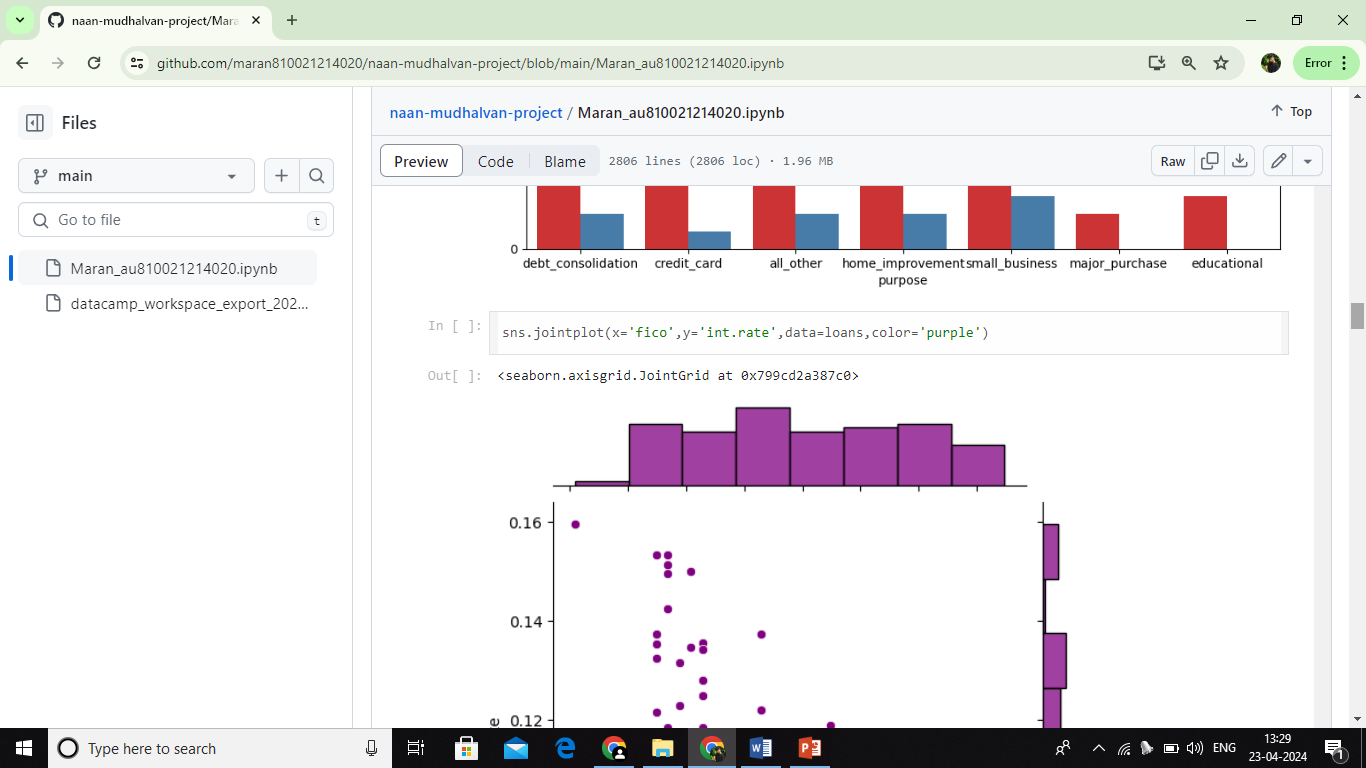 naan-mudhalvan-project/Mara
github.com/maran810021214020/naan-mudhalvan-project/blob/main/Maran_au810021214020.ipynb
Error
Files
main
Go to file
t
Maran_au810021214020.ipynb
datacamp_workspace_export_202...
naan-mudhalvan-project / Maran_au810021214020.ipynb
Top
Preview Code Blame 2806 lines (2806 loc) · 1.96 MB
Raw
0
debt_consolidation credit_card all_other home_improvement small_business major_purchase educational
purpose
In [ ]: sns.jointplot(x='fico',y='int.rate',data=loans,color='purple')
Out[ ]: <seaborn.axisgrid.JointGrid at 0x799cd2a387c0>
0.16
0.14
0.12
e
Type here to search
ENG
13:29
23-04-2024
1